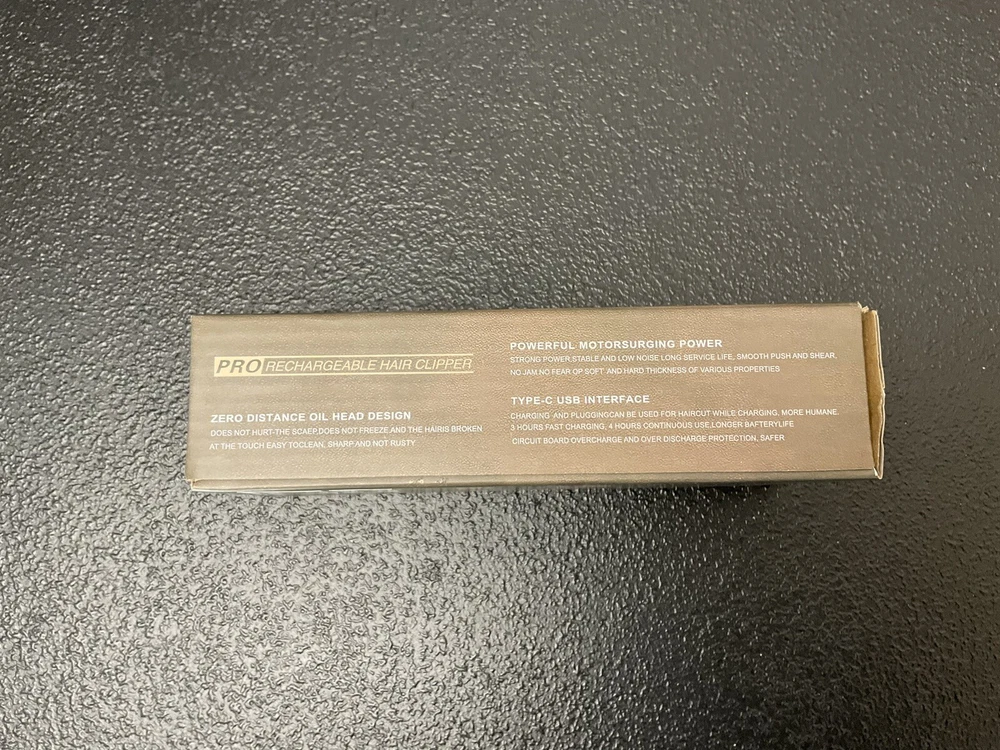 PRO RECHARGEABLE HAIR CLIPPER
ZERO DISTANCE OIL HEAD DESIGN
DOES NOT HURT-THE SCAEP,DOES NOT FREEZE,AND THE HAIRIS BROKEN
AT THE TOUCH EASY TOCLEAN, SHARP AND NOT RUSTY
POWERFUL MOTORSURGING POWER
STRONG POWER,STABLE AND LOW NOISE LONG SERVICE LIFE, SMOOTH PUSH AND SHEAR,
NO JAM,NO FEAR OP SOFT AND HARD THICKNESS OF VARIOUS PROPERTIES
TYPE-C USB INTERFACE
CHARGING AND PLUGGINGCAN BE USED FOR HAIRCUT WHILE CHARGING, MORE HUMANE.
3 HOURS FAST CHARGING, 4 HOURS CONTINUOUS USE,LONGER BAFTERYLIFE
CIRCUIT BOARD OVERCHARGE AND OVER DISCHARGE PROTECTION, SAFER